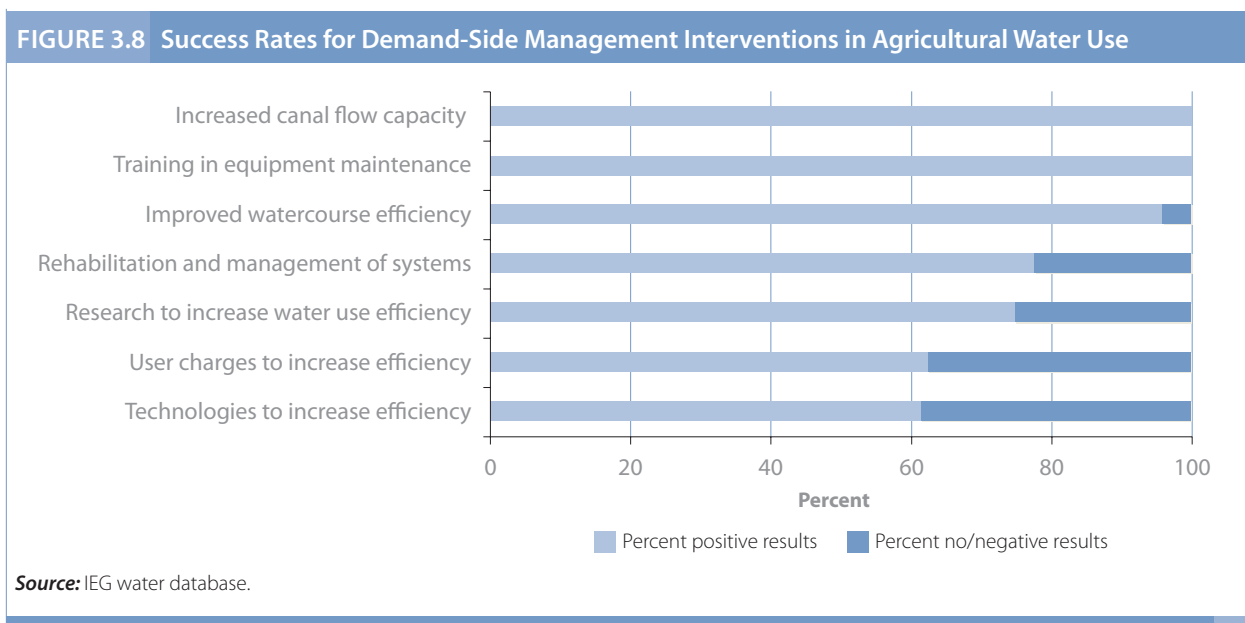 FIGURE 3.8 Success Rates for Demand-Side Management Interventions in Agricultural Water Use
Increased canal flow capacity
Training in equipment maintenance
Improved watercourse efficiency
Rehabilitation and management of systems
Research to increase water use efficiency
User charges to increase efficiency
Technologies to increase efficiency
0 20 40 60 80 100
Percent
Percent positive results Percent no/negative results
Source: IEG water database.